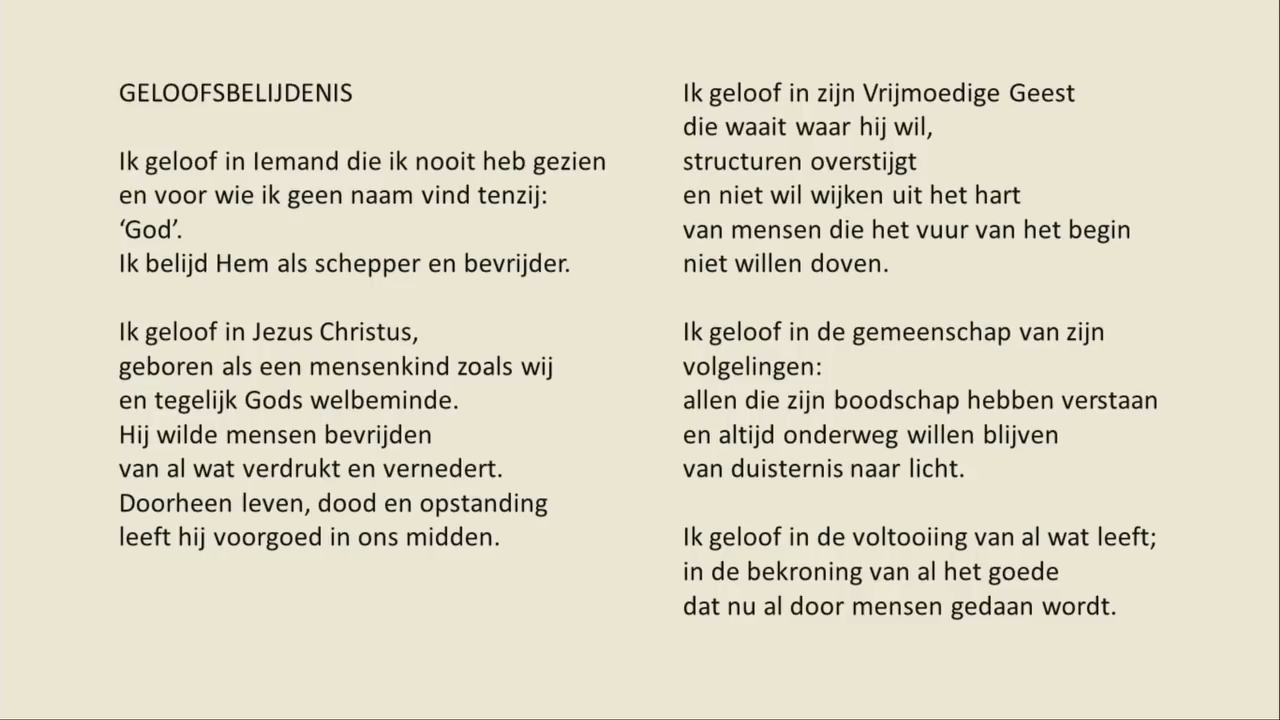 GELOOFSBELIJDENIS
Ik geloof in Iemand die ik nooit heb gezien
en voor wie ik geen naam vind tenzij:
‘God’.
Ik belijd Hem als schepper en bevrijder.
Ik geloof in Jezus Christus,
geboren als een mensenkind zoals wij
en tegelijk Gods welbeminde.
Hij wilde mensen bevrijden
van al wat verdrukt en vernedert.
Doorheen leven, dood en opstanding
leeft hij voorgoed in ons midden.
Ik geloof in zijn Vrijmoedige Geest
die waait waar hij wil,
structuren overstijgt
en niet wil wijken uit het hart
van mensen die het vuur van het begin
niet willen doven.
Ik geloof in de gemeenschap van zijn
volgelingen:
allen die zijn boodschap hebben verstaan
en altijd onderweg willen blijven
van duisternis naar licht.
Ik geloof in de voltooiing van al wat leeft;
in de bekroning van al het goede
dat nu al door mensen gedaan wordt.